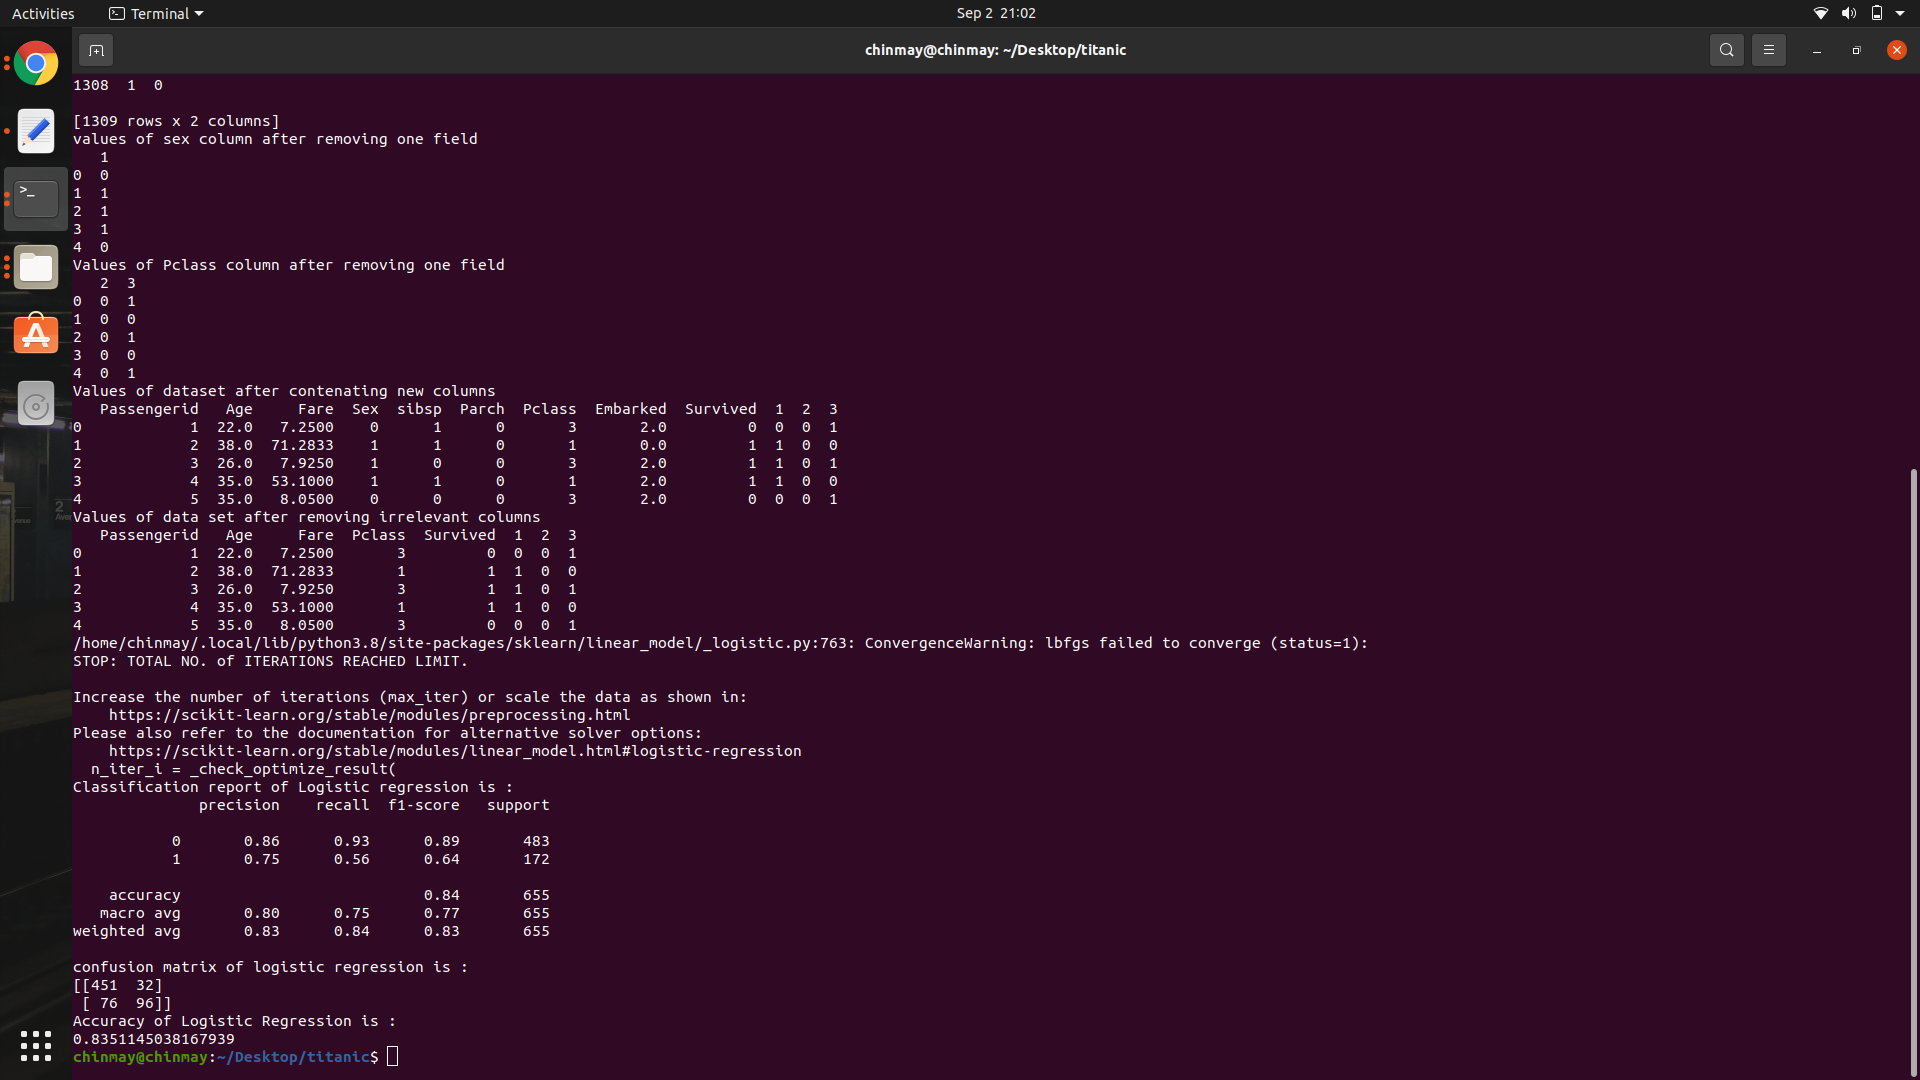 Activities Terminal Sep 2 21:02
chinmay@chinmay: ~/Desktop/titanic
1308 1 0
[1309 rows x 2 columns]
values of sex column after removing one field
1
0 0
1 1
2 1
3 1
4 0
Values of Pclass column after removing one field
2 3
0 0 1
1 0 0
2 0 1
3 0 0
4 0 1
Values of dataset after contenating new columns
Passengerid Age Fare Sex sibsp Parch Pclass Embarked Survived 1 2 3
0 1 22.0 7.2500 0 1 0 3 2.0 0 0 0 1
1 2 38.0 71.2833 1 1 0 1 0.0 1 1 0 0
2 3 26.0 7.9250 1 0 0 3 2.0 1 1 0 1
3 4 35.0 53.1000 1 1 0 1 2.0 1 1 0 0
4 5 35.0 8.0500 0 0 0 3 2.0 0 0 0 1
Values of data set after removing irrelevant columns
Passengerid Age Fare Pclass Survived 1 2 3
0 1 22.0 7.2500 3 0 0 0 1
1 2 38.0 71.2833 1 1 1 0 0
2 3 26.0 7.9250 3 1 1 0 1
3 4 35.0 53.1000 1 1 1 0 0
4 5 35.0 8.0500 3 0 0 0 1
/home/chinmay/.local/lib/python3.8/site-packages/sklearn/linear_model/_logistic.py:763: ConvergenceWarning: lbfgs failed to converge (status=1):
STOP: TOTAL NO. of ITERATIONS REACHED LIMIT.
Increase the number of iterations (max_iter) or scale the data as shown in:
https://scikit-learn.org/stable/modules/preprocessing.html
Please also refer to the documentation for alternative solver options:
https://scikit-learn.org/stable/modules/linear_model.html#logistic-regression
n_iter_i = _check_optimize_result(
Classification report of Logistic regression is :
precision recall f1-score support
0 0.86 0.93 0.89 483
1 0.75 0.56 0.64 172
accuracy 0.84 655
macro avg 0.80 0.75 0.77 655
weighted avg 0.83 0.84 0.83 655
confusion matrix of logistic regression is :
[[451 32]
[ 76 96]]
Accuracy of Logistic Regression is :
0.8351145038167939
chinmay@chinmay:~/Desktop/titanic$